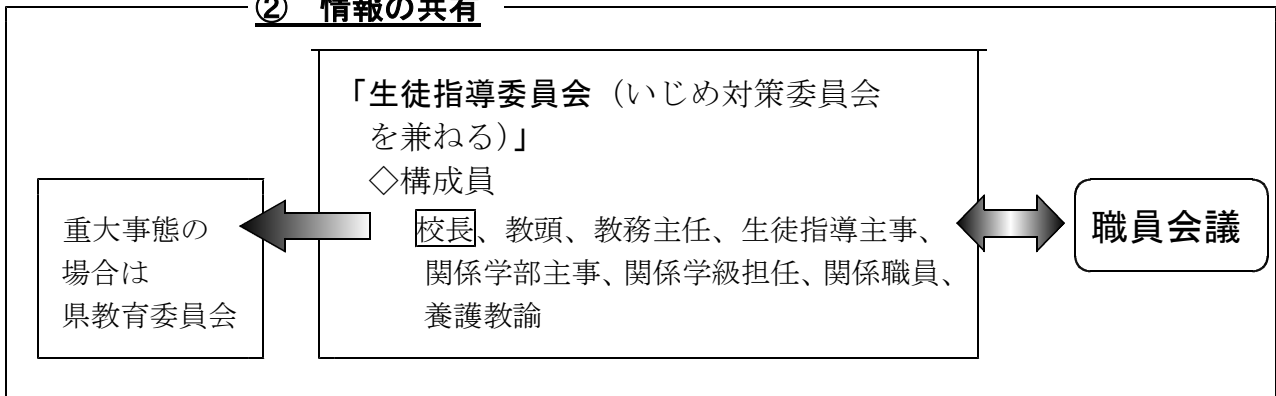 ② 情報の共有
「生徒指導委員会（いじめ対策委員会
を兼ねる）」
◇構成員
校長、教頭、教務主任、生徒指導主事、
関係学部主事、関係学級担任、関係職員、
養護教諭
重大事態の
場合は
県教育委員会
職員会議